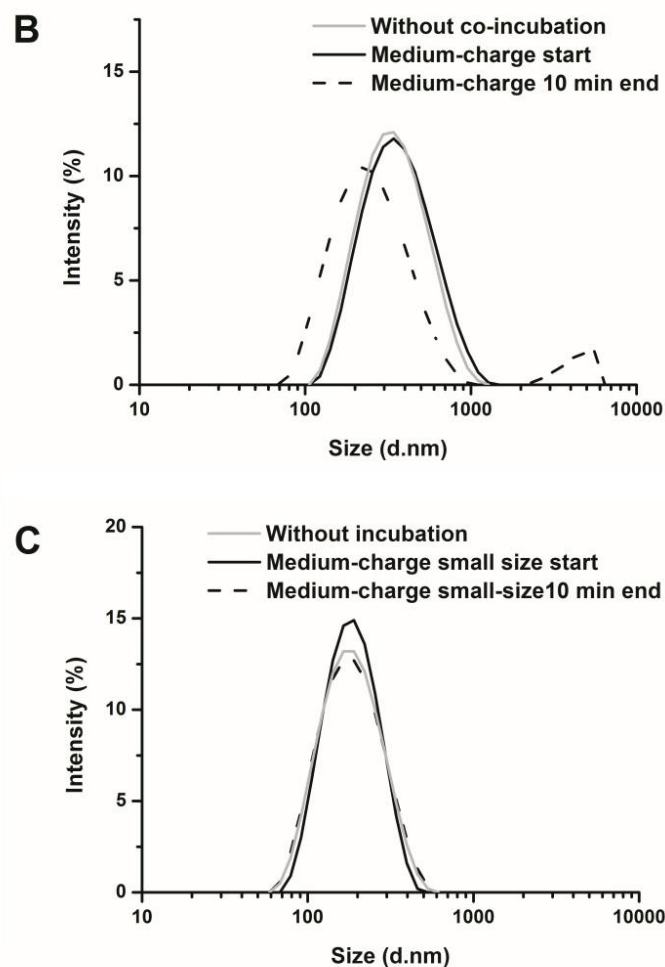 B
Without co-incubation
Medium-charge start
Medium-charge 10 min end
15
10
5
0
Intensity (%)
10
100
1000
10000
Size (d.nm)
C
Without incubation
Medium-charge small size start
Medium-charge small-size10 min end
20
15
10
5
0
Intensity (%)
10
100
1000
10000
Size (d.nm)